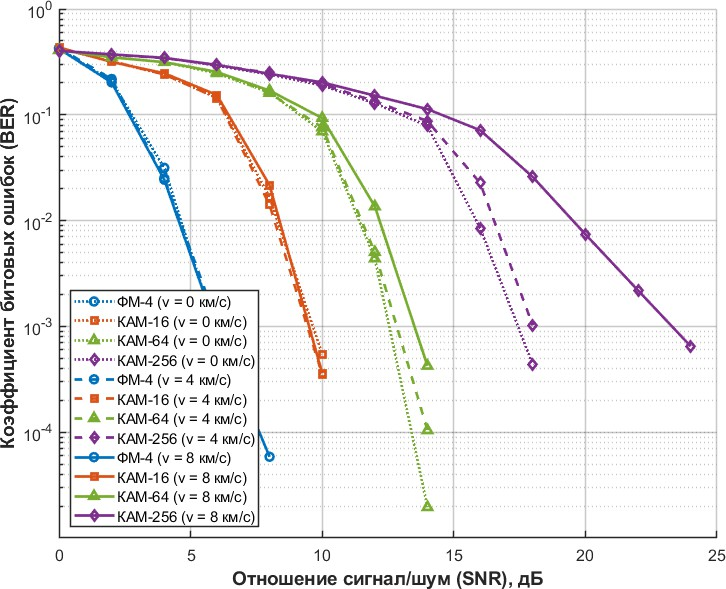 Коэффициент битовых ошибок (BER)
10^0
10^-1
10^-2
10^-3
10^-4
ФМ-4 (v = 0 км/с)
КАМ-16 (v = 0 км/с)
КАМ-64 (v = 0 км/с)
КАМ-256 (v = 0 км/с)
ФМ-4 (v = 4 км/с)
КАМ-16 (v = 4 км/с)
КАМ-64 (v = 4 км/с)
КАМ-256 (v = 4 км/с)
ФМ-4 (v = 8 км/с)
КАМ-16 (v = 8 км/с)
КАМ-64 (v = 8 км/с)
КАМ-256 (v = 8 км/с)
0 5 10 15 20 25
Отношение сигнал/шум (SNR), дБ